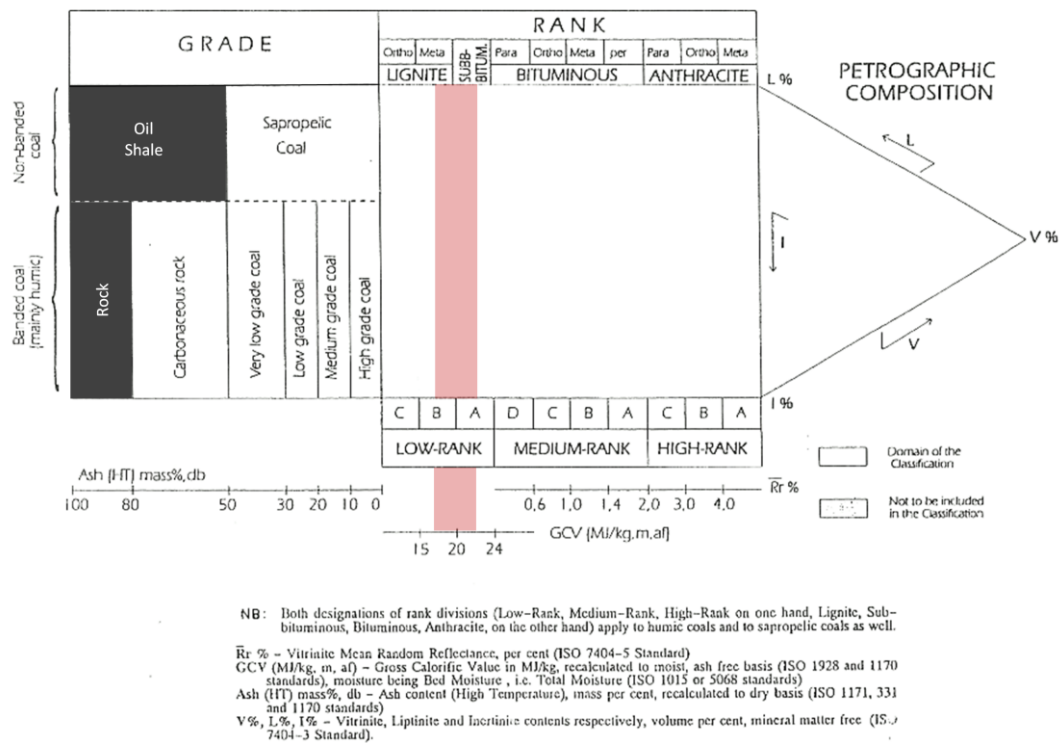 GRADE
RANK
Ortho Meta SUBB- BITUM. Para Ortho Meta per Para Ortho Meta
LIGNITE BITUMINOUS ANTHRACITE
PETROGRAPHIC
COMPOSITION
L %
Non-banded
coal
Oil
Shale
Sapropelic
Coal
L
I
V %
V
Banded coal
(mainly humic)
Rock
Carbonaceous rock
Very low grade coal
Low grade coal
Medium grade coal
High grade coal
I %
C B A D C B A C B A
LOW-RANK MEDIUM-RANK HIGH-RANK
Ash (HT) mass%, db
100 80 50 30 20 10 0
Rr %
0,6 1,0 1,4 2,0 3,0 4,0
GCV (MJ/kg,m,af)
15 20 24
Domain of the
Classification
Not to be included
in the Classification
NB: Both designations of rank divisions (Low-Rank, Medium-Rank, High-Rank on one hand, Lignite, Sub-
bituminous, Bituminous, Anthracite, on the other hand) apply to humic coals and to sapropelic coals as well.
Rr % – Vitrinite Mean Random Reflectance, per cent (ISO 7404-5 Standard)
GCV (MJ/kg, m, af) – Gross Calorific Value in MJ/kg, recalculated to moist, ash free basis (ISO 1928 and 1170
standards), moisture being Bed Moisture , i.e. Total Moisture (ISO 1015 or 5068 standards)
Ash (HT) mass%, db – Ash content (High Temperature), mass per cent, recalculated to dry basis (ISO 1171, 331
and 1170 standards)
V%, L%, I% – Vitrinite, Liptinite and Inertinite contents respectively, volume per cent, mineral matter free
7404-3 Standard).